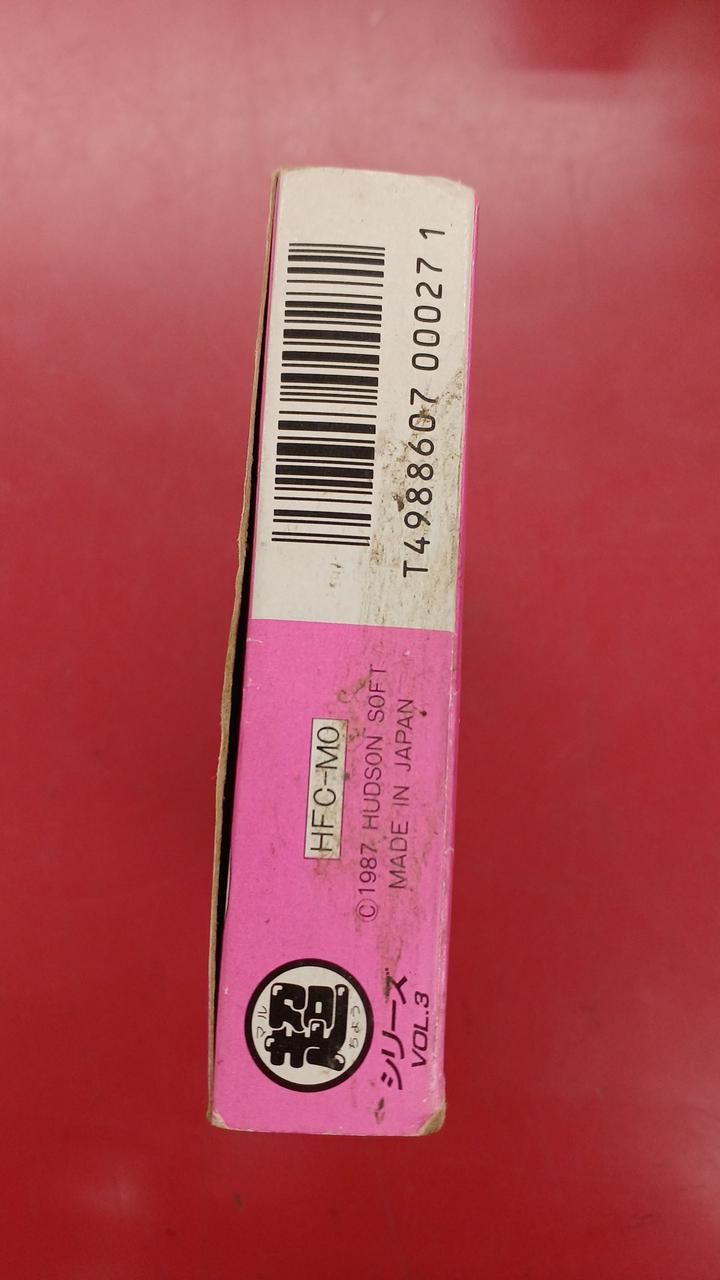 T4988607 000271
HFC-MO
©1987 HUDSON SOFT
MADE IN JAPAN
マル
超
ちょう
シリーズ
VOL.3